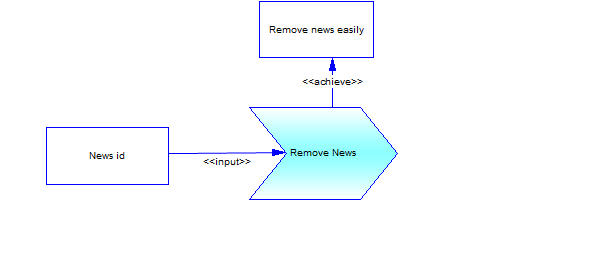 Remove news easily
<<achieve>>
News id
<<input>>
Remove News